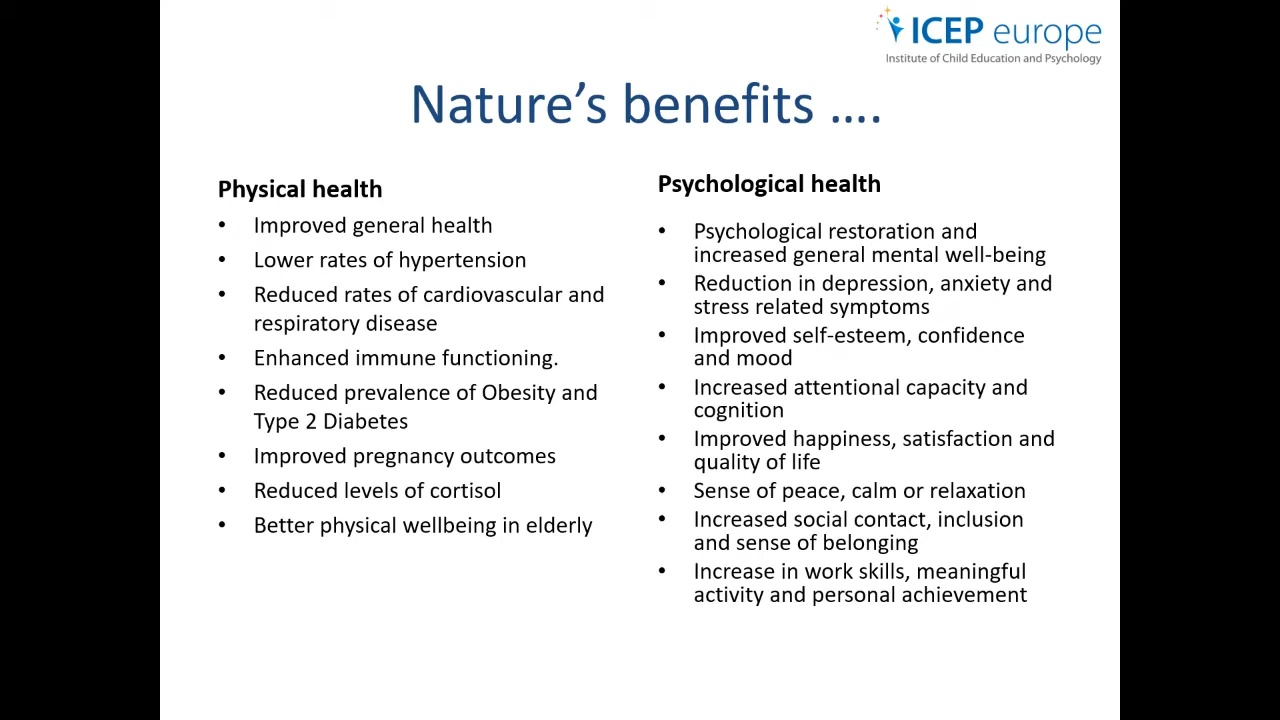 ICEP europe
Institute of Child Education and Psychology
Nature’s benefits ....
Physical health
• Improved general health
• Lower rates of hypertension
• Reduced rates of cardiovascular and
respiratory disease
• Enhanced immune functioning.
• Reduced prevalence of Obesity and
Type 2 Diabetes
• Improved pregnancy outcomes
• Reduced levels of cortisol
• Better physical wellbeing in elderly
Psychological health
• Psychological restoration and
increased general mental well-being
• Reduction in depression, anxiety and
stress related symptoms
• Improved self-esteem, confidence
and mood
• Increased attentional capacity and
cognition
• Improved happiness, satisfaction and
quality of life
• Sense of peace, calm or relaxation
• Increased social contact, inclusion
and sense of belonging
• Increase in work skills, meaningful
activity and personal achievement